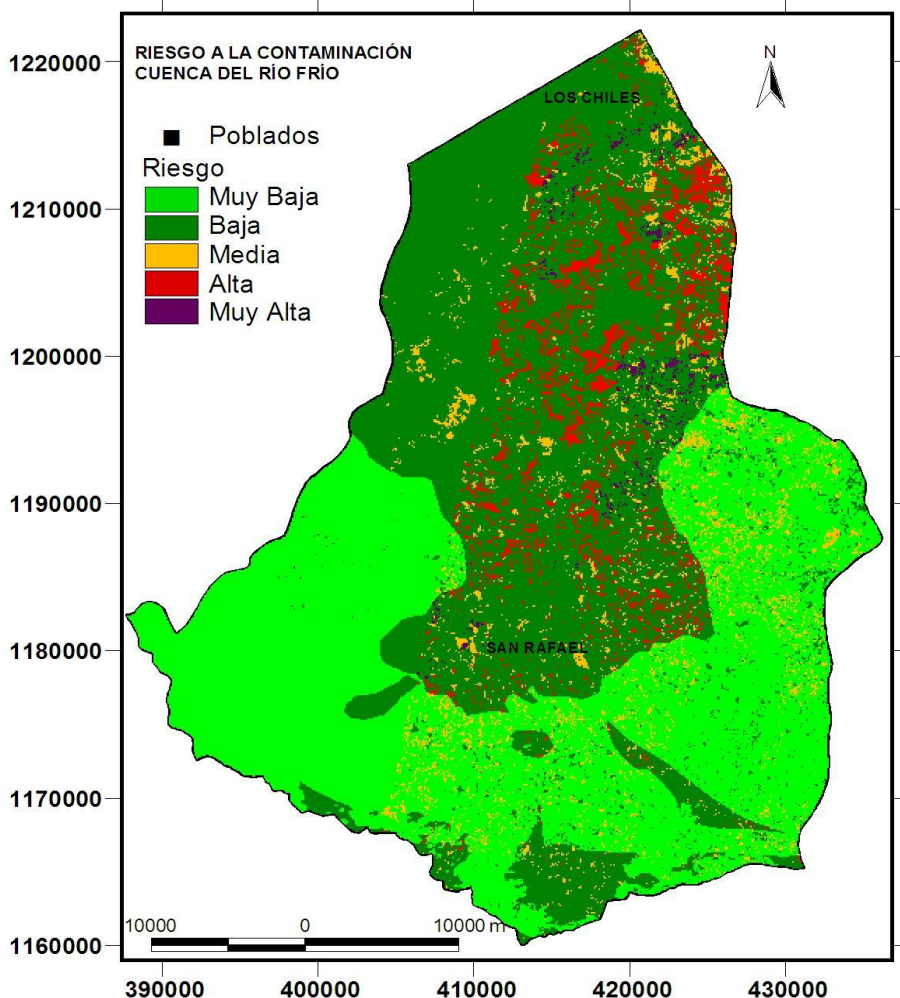 RIESGO A LA CONTAMINACIÓN
CUENCA DEL RÍO FRÍO
N
LOS CHILES
Poblados
Riesgo
Muy Baja
Baja
Media
Alta
Muy Alta
SAN RAFAEL
10000 0 10000 m
1220000
1210000
1200000
1190000
1180000
1170000
1160000
390000 400000 410000 420000 430000